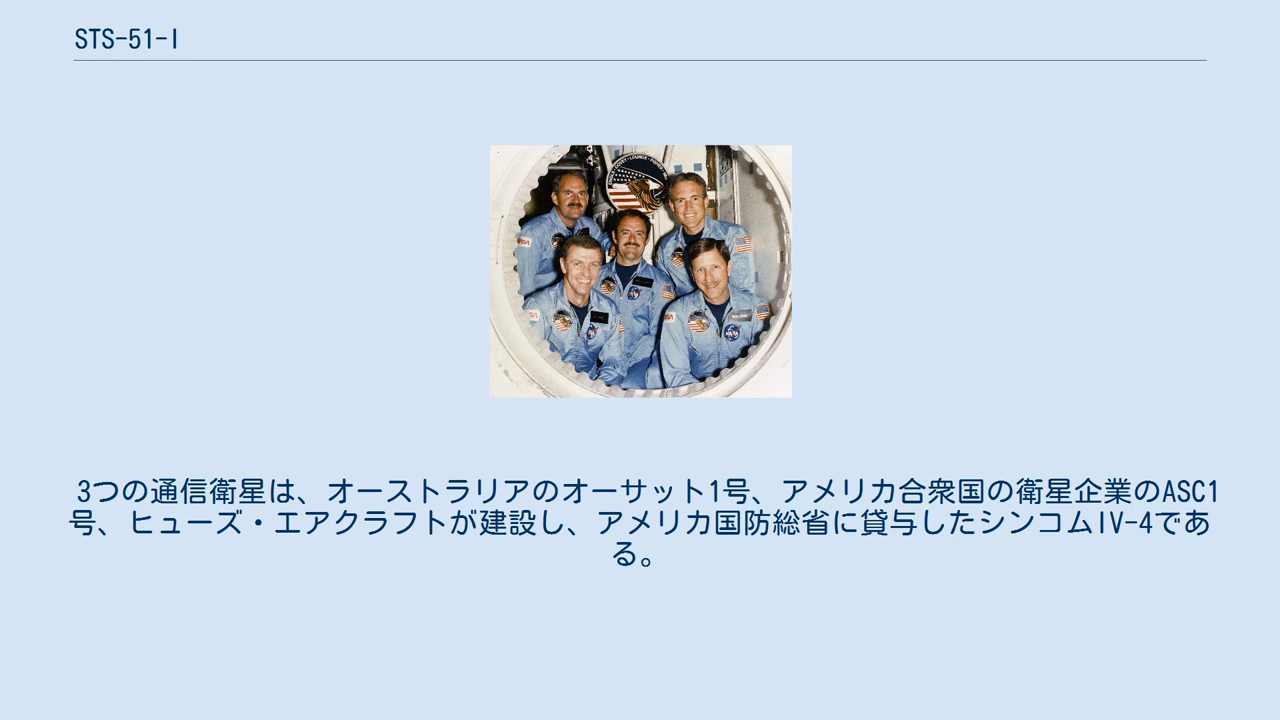 STS-51-I
3つの通信衛星は、オーストラリアのオーサット1号、アメリカ合衆国の衛星企業のASC1
号、ヒューズ・エアクラフトが建設し、アメリカ国防総省に貸与したシンコムIV-4であ
る。